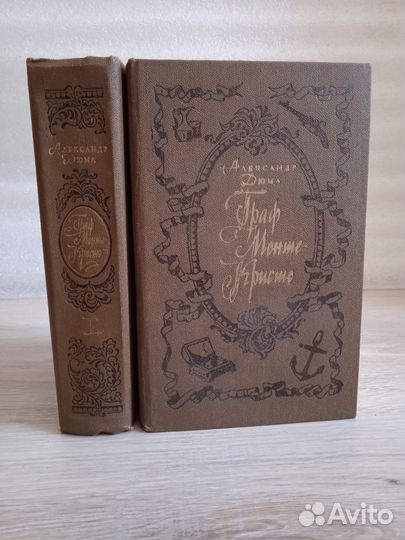 Александр
Дюма
Граф
Монте-
Кристо
I
Александр
Дюма
Граф
Монте-
Кристо
Avito